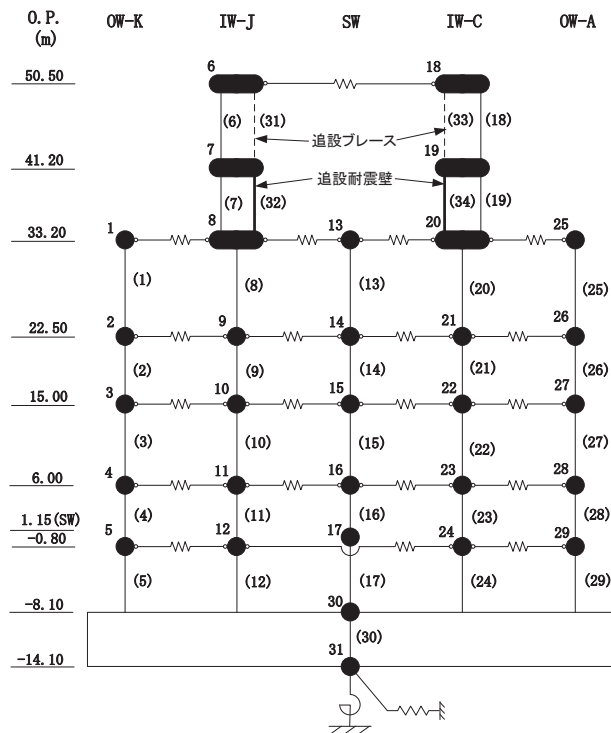 O.P. OW-K IW-J SW IW-C OW-A
(m)
50.50 6 18
(6) (31) (33) (18)
追設ブレース
41.20 7 19
追設耐震壁
(7) (32) (34) (19)
33.20 1 8 13 20 25
(1) (8) (13) (20) (25)
22.50 2 9 14 21 26
(2) (9) (14) (21) (26)
15.00 3 10 15 22 27
(3) (10) (15) (22) (27)
6.00 4 11 16 23 28
(4) (11) (16) (23) (28)
1.15(SW)
-0.80 5 12 17 24 29
(5) (12) (17) (24) (29)
-8.10 30
(30)
-14.10 31